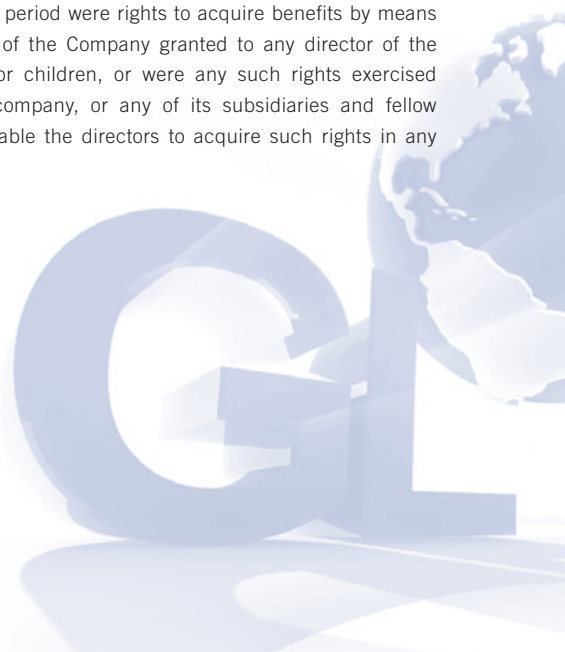 period were rights to acquire benefits by means
of the Company granted to any director of the
or children, or were any such rights exercised
company, or any of its subsidiaries and fellow
able the directors to acquire such rights in any
GL